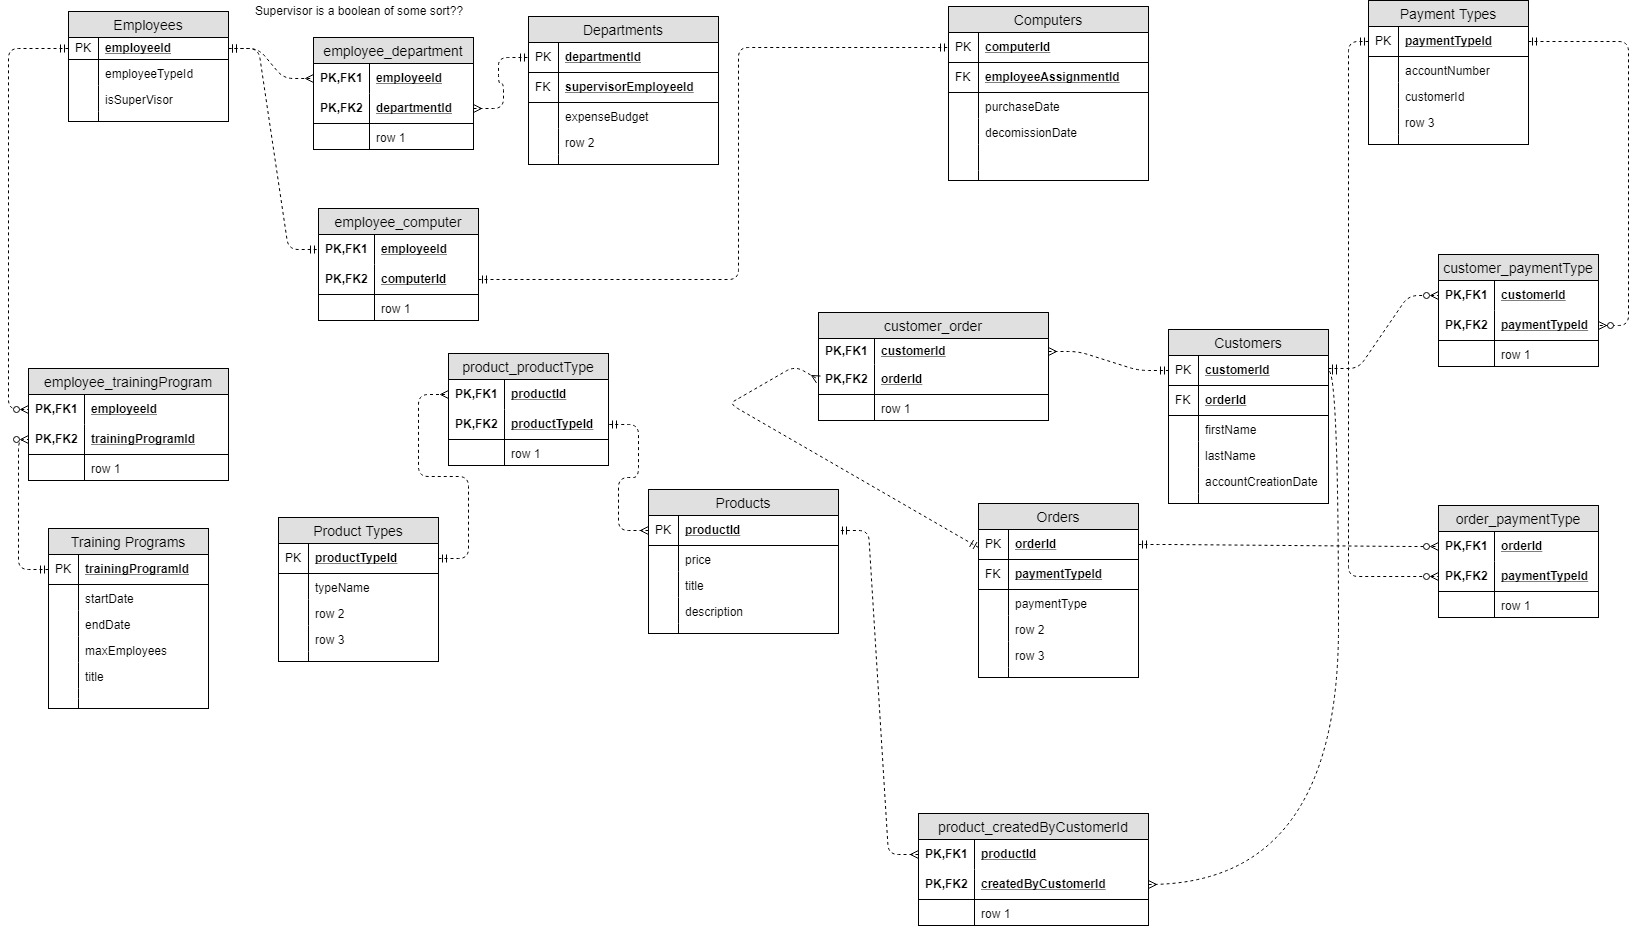 Supervisor is a boolean of some sort??
Employees
PK employeeId
employeeTypeId
isSuperVisor
employee_department
PK,FK1 employeeId
PK,FK2 departmentId
row 1
Departments
PK departmentId
FK supervisorEmployeeId
expenseBudget
row 2
Computers
PK computerId
FK employeeAssignmentId
purchaseDate
decomissionDate
Payment Types
PK paymentTypeId
accountNumber
customerId
row 3
employee_computer
PK,FK1 employeeId
PK,FK2 computerId
row 1
customer_paymentType
PK,FK1 customerId
PK,FK2 paymentTypeId
row 1
customer_order
PK,FK1 customerId
PK,FK2 orderId
row 1
Customers
PK customerId
FK orderId
firstName
lastName
accountCreationDate
employee_trainingProgram
PK,FK1 employeeId
PK,FK2 trainingProgramId
row 1
product_productType
PK,FK1 productId
PK,FK2 productTypeId
row 1
Products
PK productId
price
title
description
Orders
PK orderId
FK paymentTypeId
paymentType
row 2
row 3
order_paymentType
PK,FK1 orderId
PK,FK2 paymentTypeId
row 1
Training Programs
PK trainingProgramId
startDate
endDate
maxEmployees
title
Product Types
PK productTypeId
typeName
row 2
row 3
product_createdByCustomerId
PK,FK1 productId
PK,FK2 createdByCustomerId
row 1